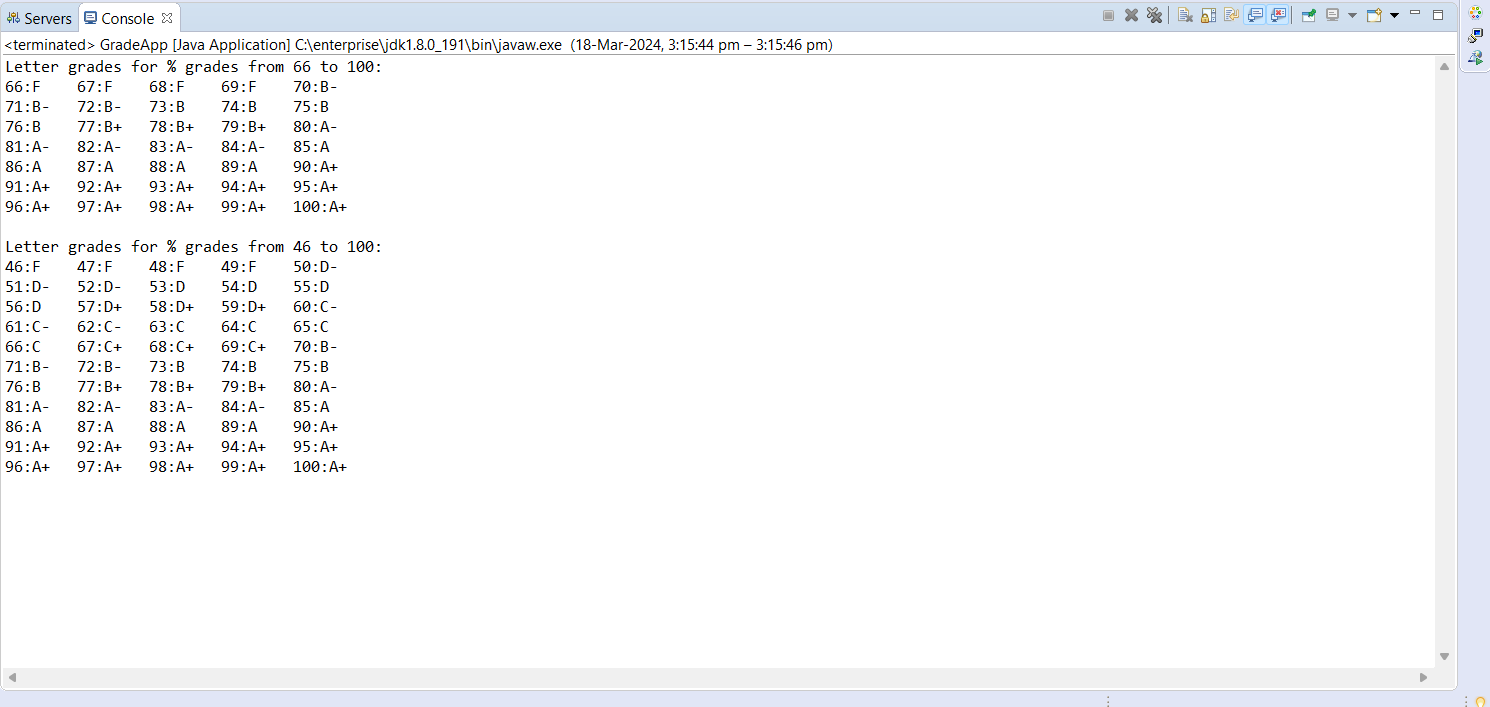 Servers Console
<terminated> GradeApp [Java Application] C:\enterprise\jdk1.8.0_191\bin\javaw.exe (18-Mar-2024, 3:15:44 pm – 3:15:46 pm)
Letter grades for % grades from 66 to 100:
66:F 67:F 68:F 69:F 70:B-
71:B- 72:B- 73:B 74:B 75:B
76:B 77:B+ 78:B+ 79:B+ 80:A-
81:A- 82:A- 83:A- 84:A- 85:A
86:A 87:A 88:A 89:A 90:A+
91:A+ 92:A+ 93:A+ 94:A+ 95:A+
96:A+ 97:A+ 98:A+ 99:A+ 100:A+
Letter grades for % grades from 46 to 100:
46:F 47:F 48:F 49:F 50:D-
51:D- 52:D- 53:D 54:D 55:D
56:D 57:D+ 58:D+ 59:D+ 60:C-
61:C- 62:C- 63:C 64:C 65:C
66:C 67:C+ 68:C+ 69:C+ 70:B-
71:B- 72:B- 73:B 74:B 75:B
76:B 77:B+ 78:B+ 79:B+ 80:A-
81:A- 82:A- 83:A- 84:A- 85:A
86:A 87:A 88:A 89:A 90:A+
91:A+ 92:A+ 93:A+ 94:A+ 95:A+
96:A+ 97:A+ 98:A+ 99:A+ 100:A+